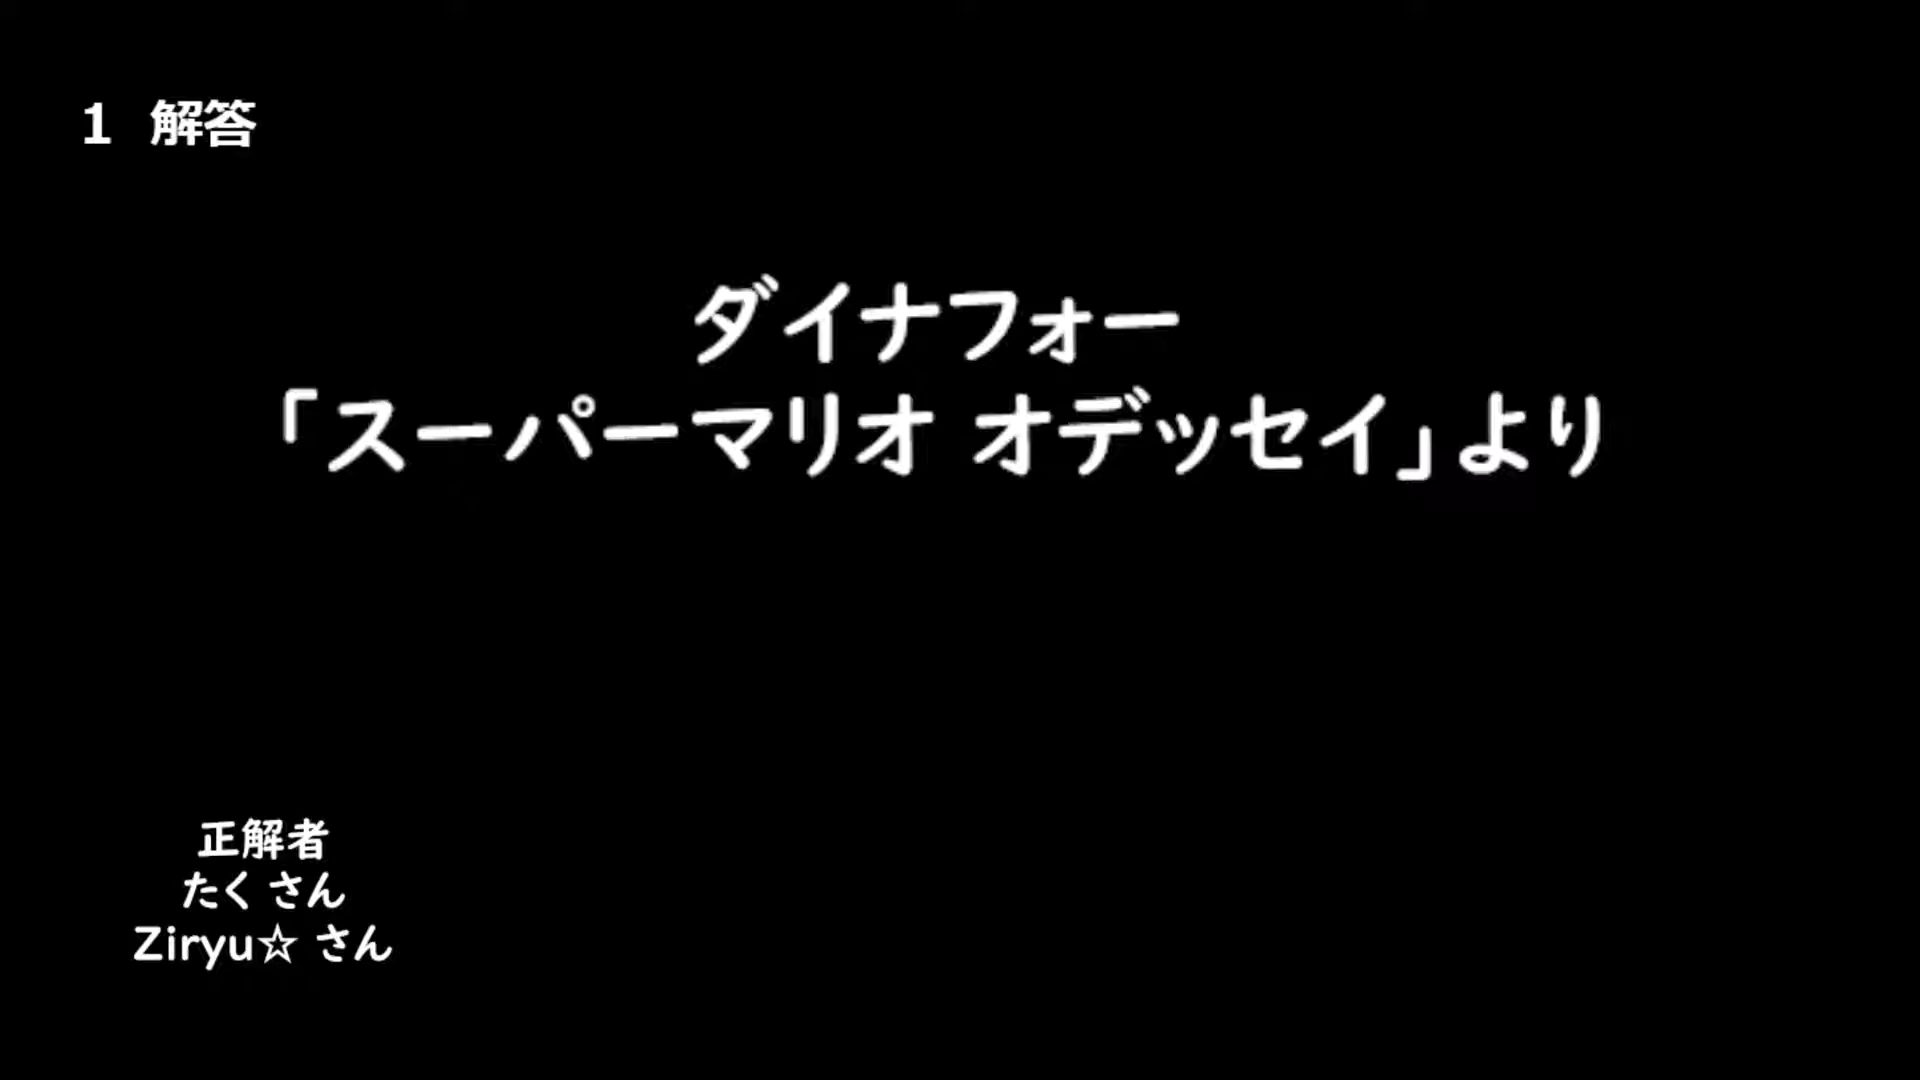 1 解答
ダイナフォー
「スーパーマリオ オデッセイ」より
正解者
たく さん
Ziryu☆ さん